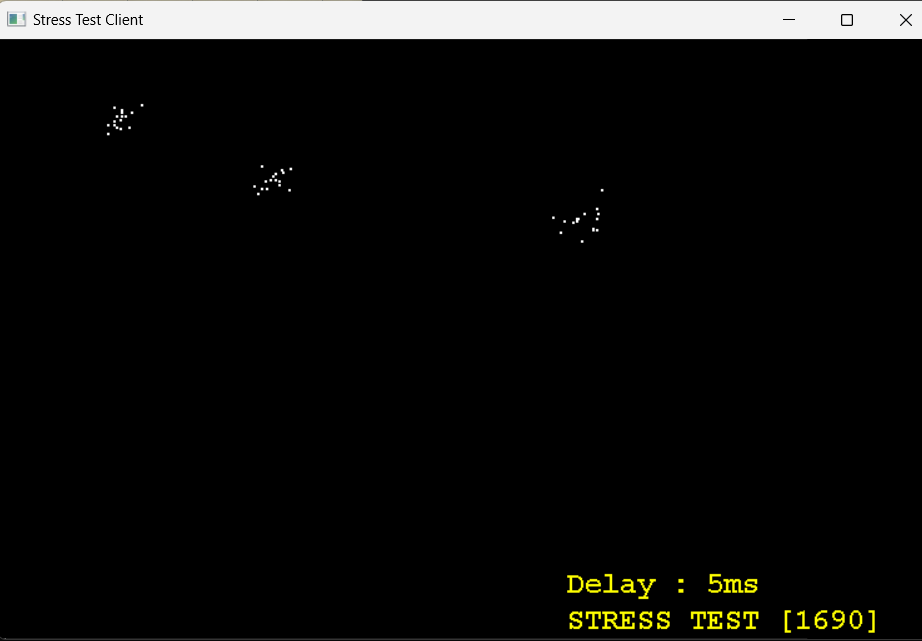 Stress Test Client
Delay : 5ms
STRESS TEST [1690]